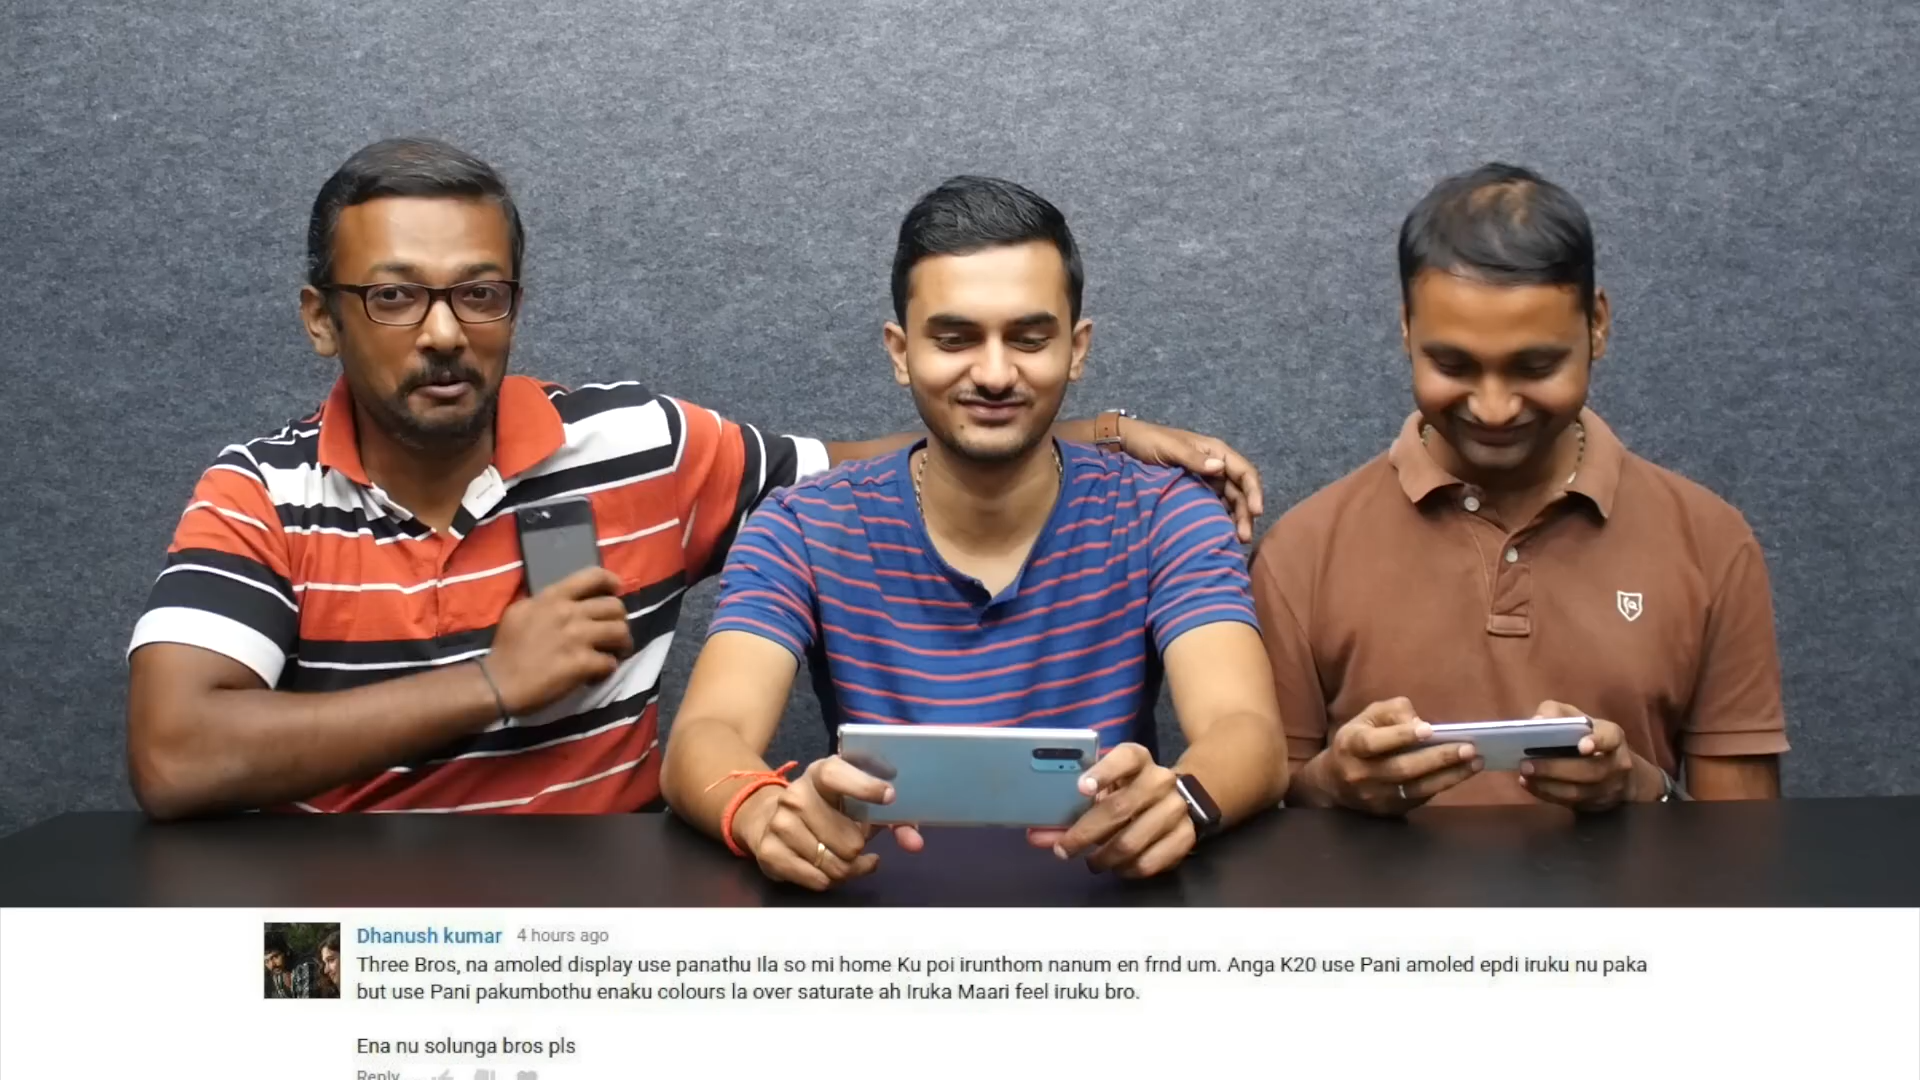 Dhanush kumar 4 hours ago
Three Bros, na amoled display use panathu Ila so mi home Ku poi irunthom nanum en frnd um. Anga K20 use Pani amoled epdi iruku nu paka
but use Pani pakumbothu enaku colours la over saturate ah Iruka Maari feel iruku bro.
Ena nu solunga bros pls
Reply